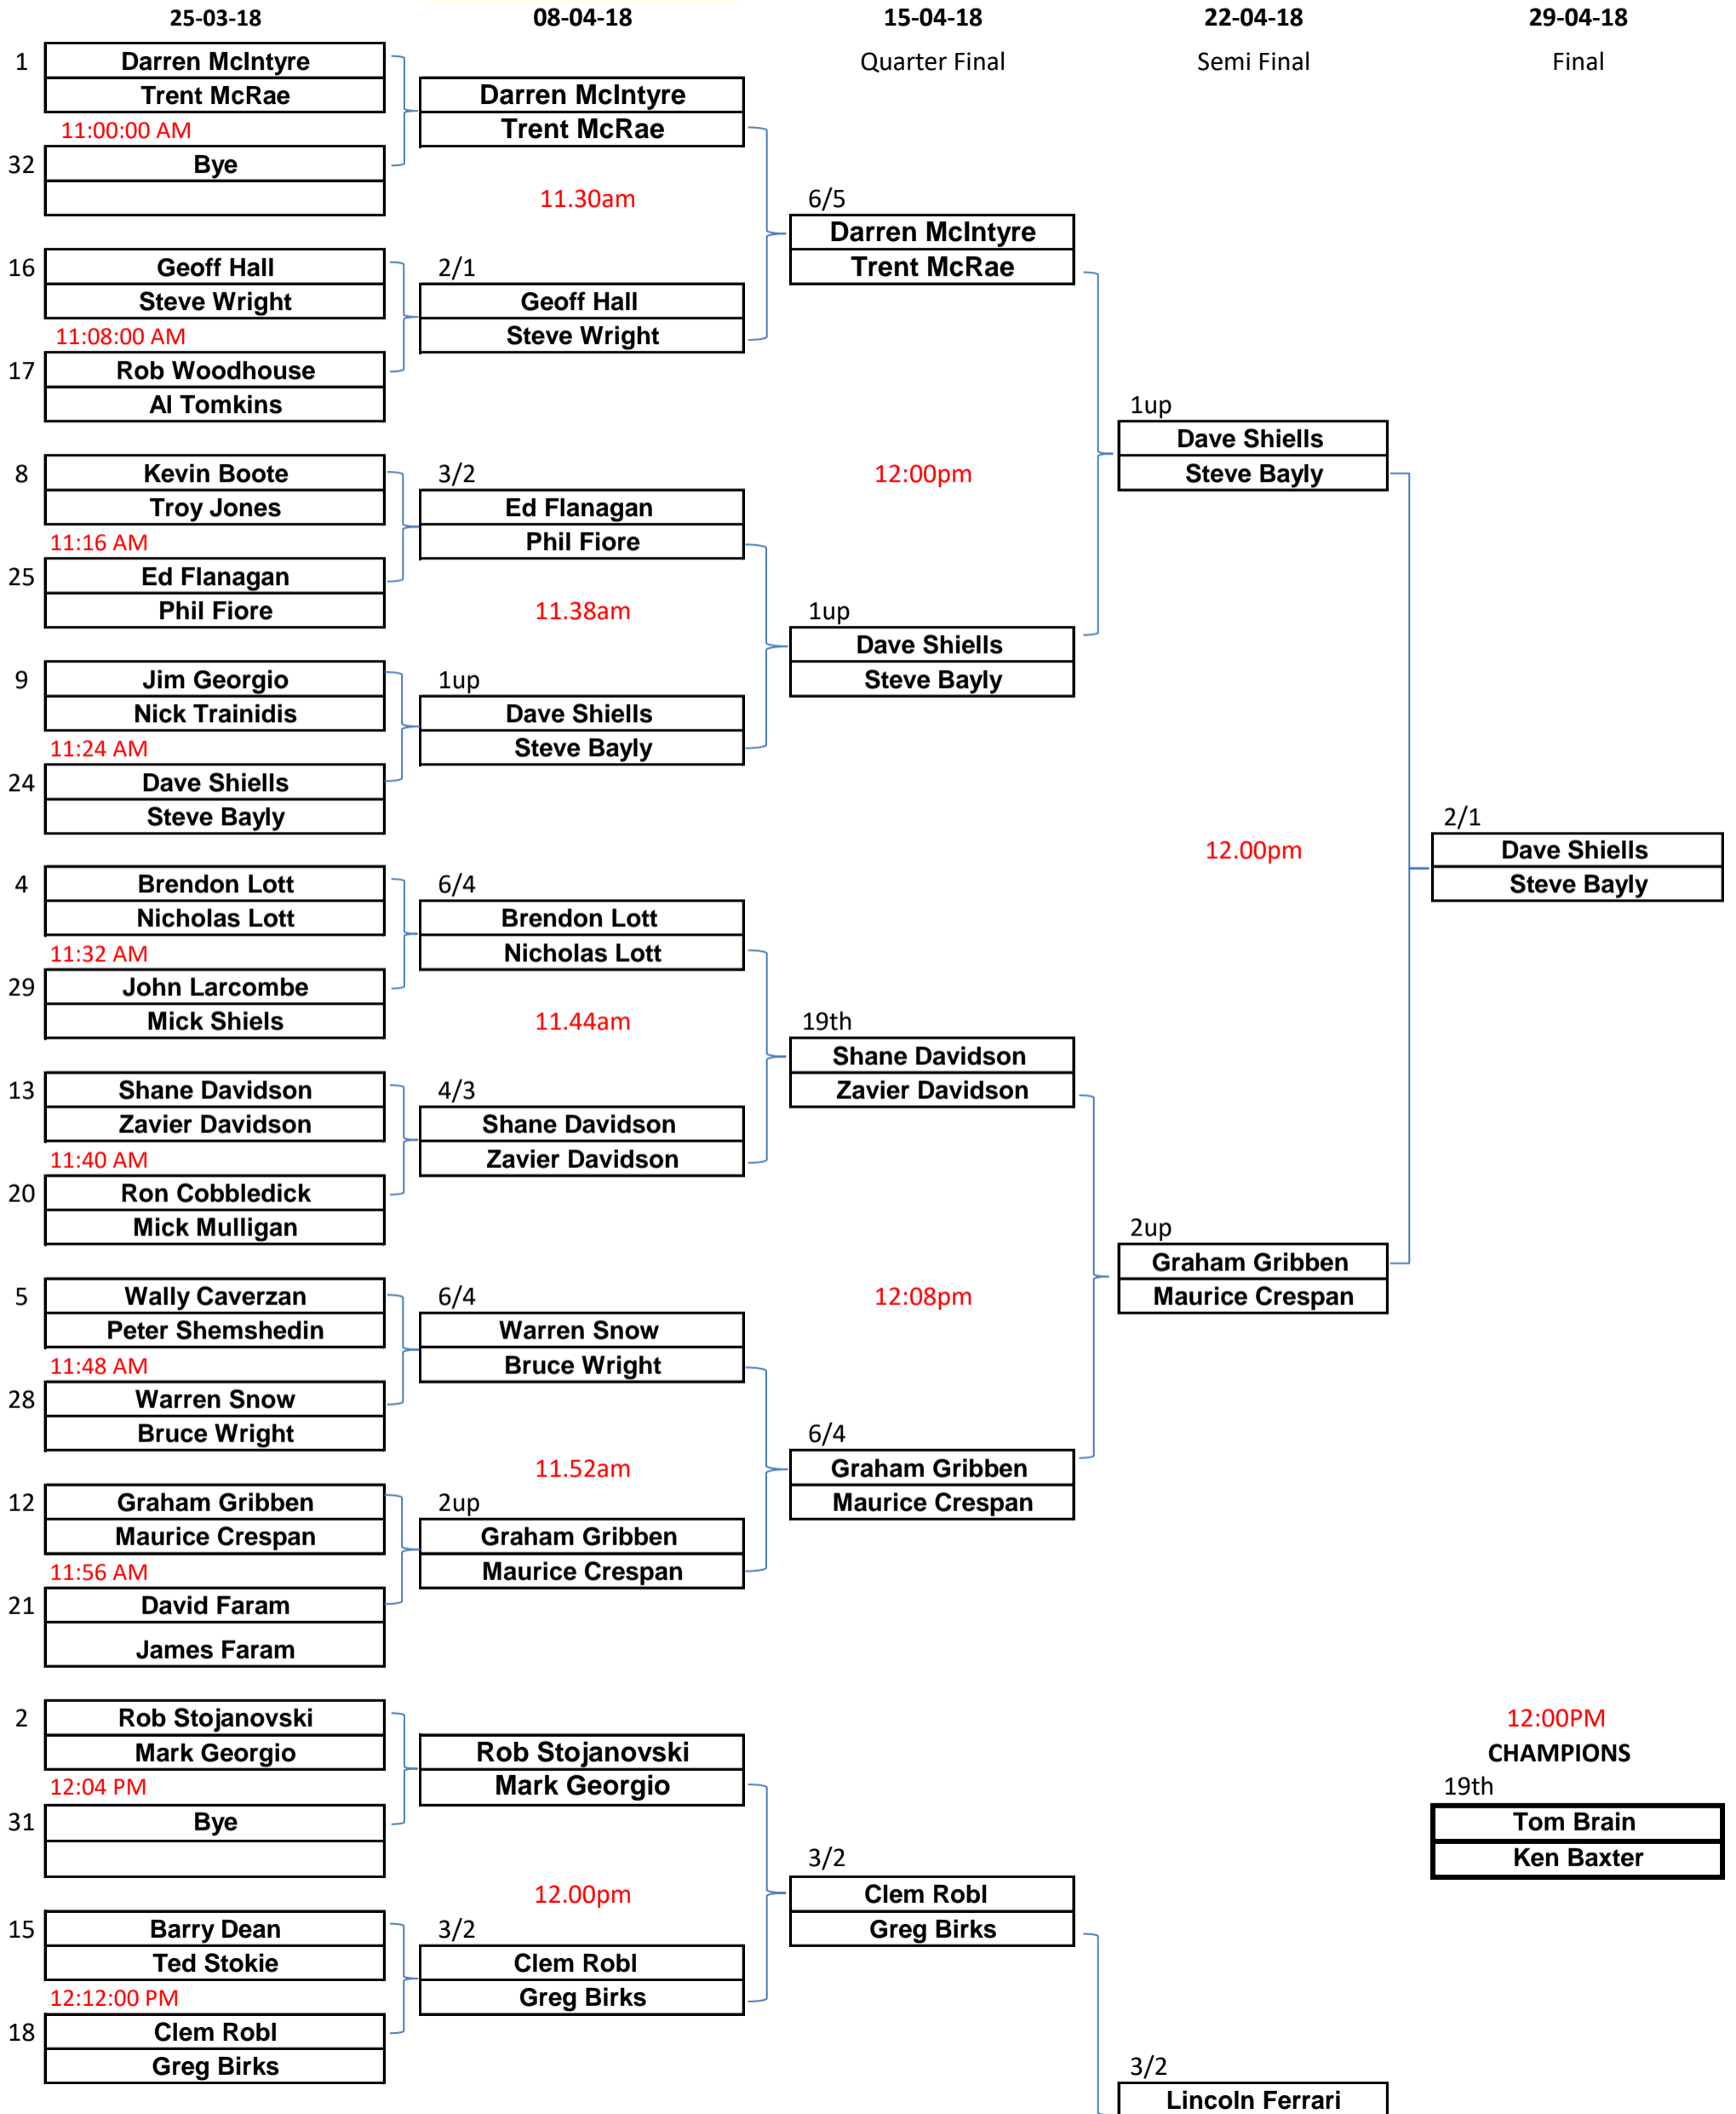 25-03-18 08-04-18 15-04-18 22-04-18 29-04-18
Quarter Final Semi Final Final
1 Darren McIntyre
Trent McRae
11:00:00 AM
32 Bye
16 Geoff Hall
Steve Wright
11:08:00 AM
17 Rob Woodhouse
Al Tomkins
8 Kevin Boote
Troy Jones
11:16 AM
25 Ed Flanagan
Phil Fiore
9 Jim Georgio
Nick Trainidis
11:24 AM
24 Dave Shiells
Steve Bayly
4 Brendon Lott
Nicholas Lott
11:32 AM
29 John Larcombe
Mick Shiels
13 Shane Davidson
Zavier Davidson
11:40 AM
20 Ron Cobbledick
Mick Mulligan
5 Wally Caverzan
Peter Shemshedin
11:48 AM
28 Warren Snow
Bruce Wright
12 Graham Gribben
Maurice Crespan
11:56 AM
21 David Faram
James Faram
2 Rob Stojanovski
Mark Georgio
12:04 PM
31 Bye
15 Barry Dean
Ted Stokie
12:12:00 PM
18 Clem Robl
Greg Birks
Darren McIntyre
Trent McRae
11.30am
2/1
Geoff Hall
Steve Wright
3/2
Ed Flanagan
Phil Fiore
11.38am
1up
Dave Shiells
Steve Bayly
6/4
Brendon Lott
Nicholas Lott
11.44am
4/3
Shane Davidson
Zavier Davidson
6/4
Warren Snow
Bruce Wright
11.52am
2up
Graham Gribben
Maurice Crespan
Rob Stojanovski
Mark Georgio
12.00pm
3/2
Clem Robl
Greg Birks
6/5
Darren McIntyre
Trent McRae
12:00pm
1up
Dave Shiells
Steve Bayly
19th
Shane Davidson
Zavier Davidson
12:08pm
6/4
Graham Gribben
Maurice Crespan
3/2
Clem Robl
Greg Birks
1up
Dave Shiells
Steve Bayly
12.00pm
2up
Graham Gribben
Maurice Crespan
3/2
Lincoln Ferrari
2/1
Dave Shiells
Steve Bayly
12:00PM
CHAMPIONS
19th
Tom Brain
Ken Baxter